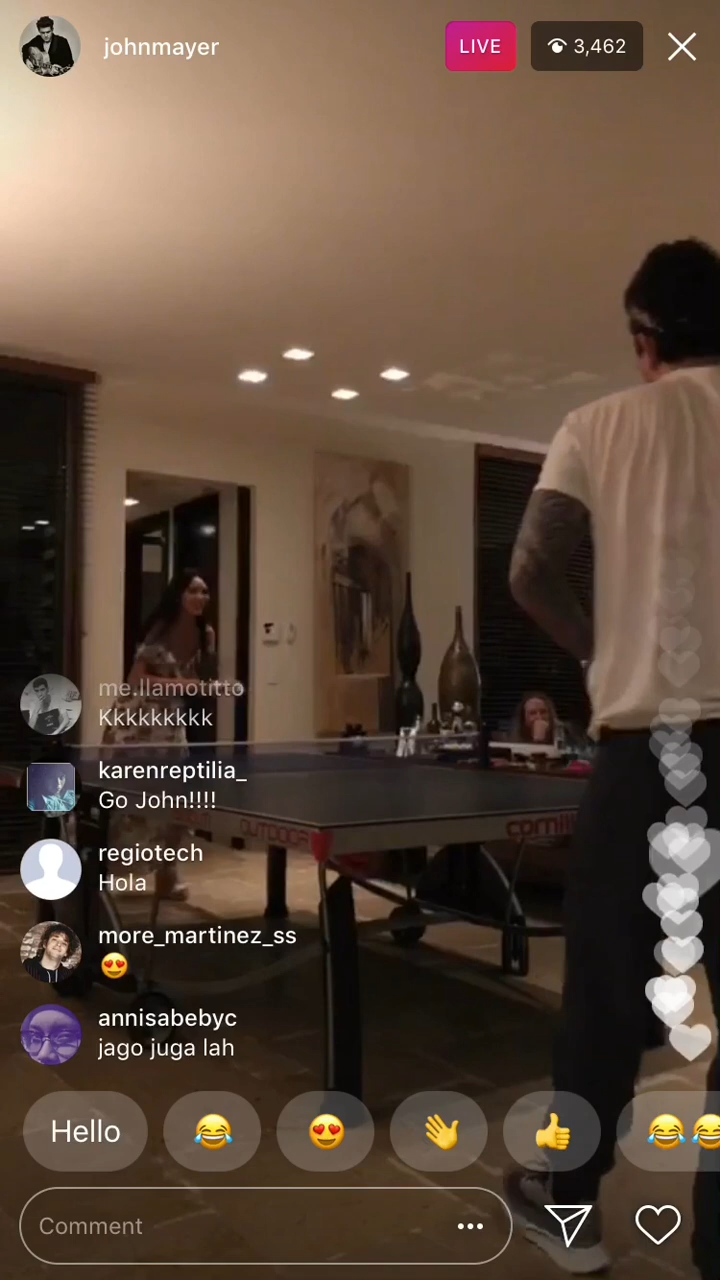 johnmayer
LIVE
3,462
me.llamotitto
Kkkkkkkkk
karenreptilia_
Go John!!!!
regiotech
Hola
more_martinez_ss
😍
annisabebyc
jago juga lah
OUTDOOR
Hello 😂 😍 👋 👍 😂😂
Comment